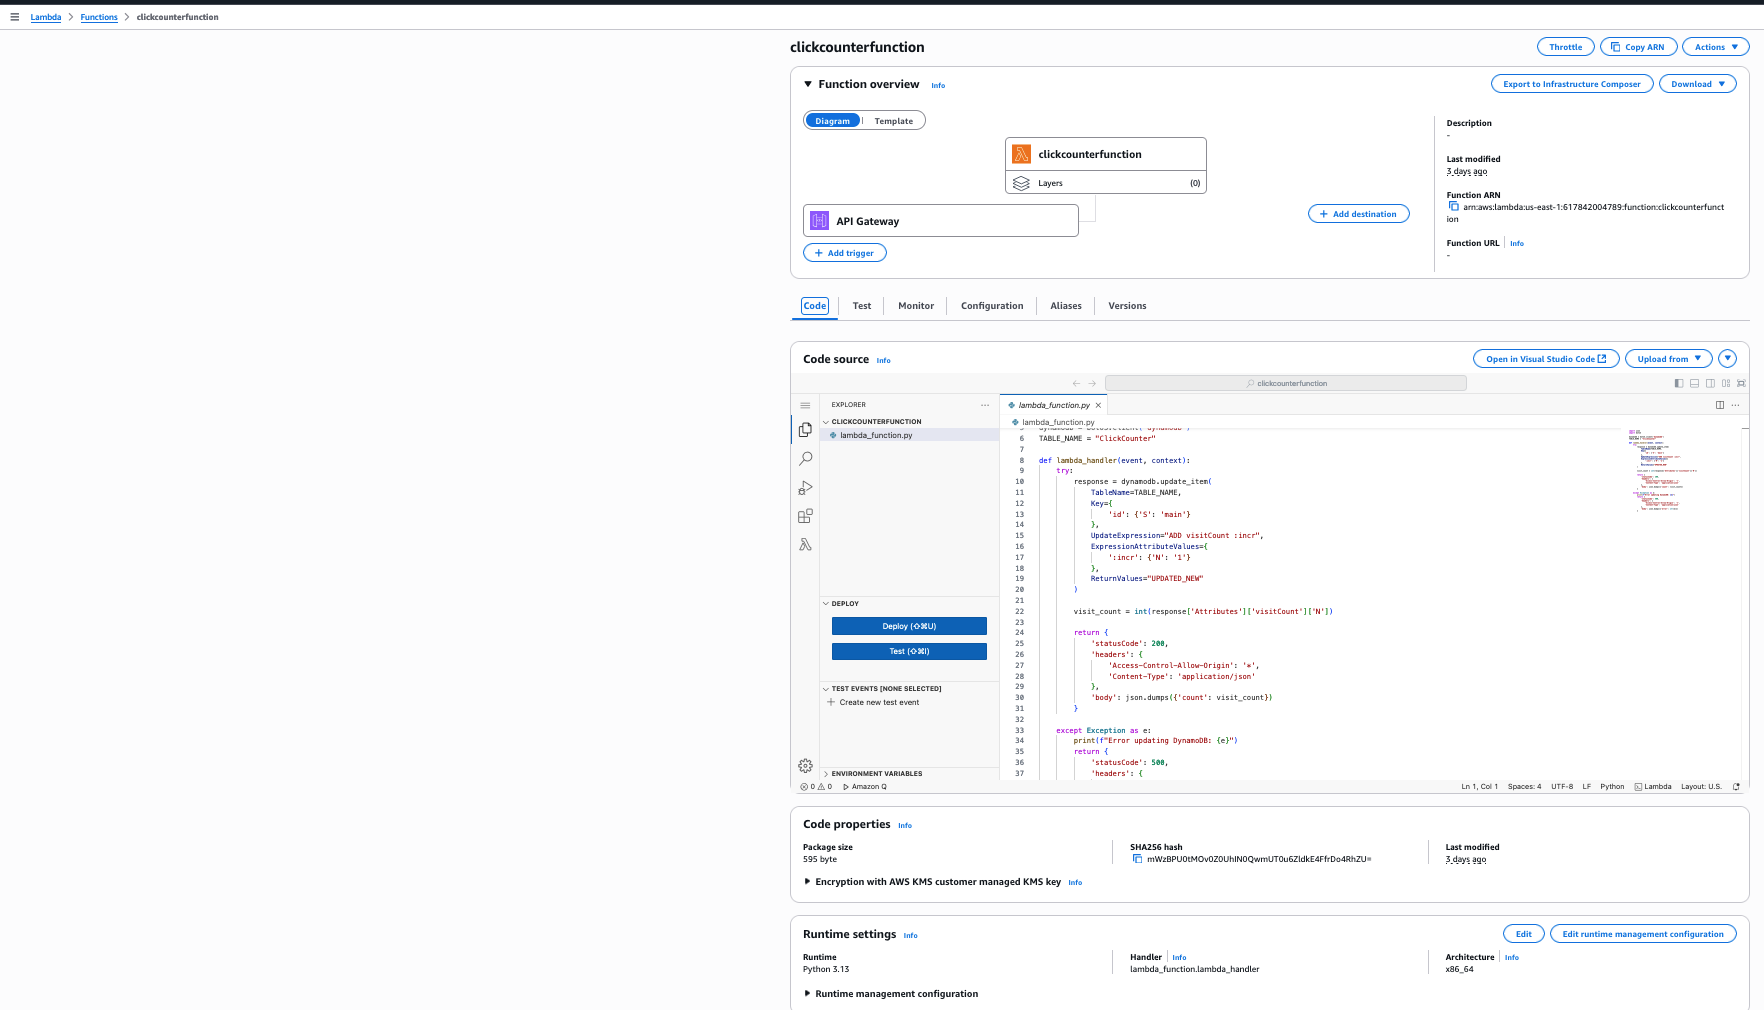 Lambda > Functions > clickcounterfunction
clickcounterfunction
Throttle
Copy ARN
Actions
Function overview Info
Export to Infrastructure Composer
Download
Diagram
Template
clickcounterfunction
Layers (0)
API Gateway
+ Add trigger
+ Add destination
Description
-
Last modified
3 days ago
Function ARN
arn:aws:lambda:us-east-1:617842004789:function:clickcounterfunct
ion
Function URL Info
-
Code
Test
Monitor
Configuration
Aliases
Versions
Code source Info
Open in Visual Studio Code
Upload from
clickcounterfunction
EXPLORER
CLICKCOUNTERFUNCTION
lambda_function.py
DEPLOY
Deploy (⇧⌘U)
Test (⇧⌘I)
TEST EVENTS [NONE SELECTED]
+ Create new test event
ENVIRONMENT VARIABLES
lambda_function.py
lambda_function.py
6 TABLE_NAME = "ClickCounter"
7
8 def lambda_handler(event, context):
9 try:
10 response = dynamodb.update_item(
11 TableName=TABLE_NAME,
12 Key={
13 'id': {'S': 'main'}
14 },
15 UpdateExpression="ADD visitCount :incr",
16 ExpressionAttributeValues={
17 ':incr': {'N': '1'}
18 },
19 ReturnValues="UPDATED_NEW"
20 )
21
22 visit_count = int(response['Attributes']['visitCount']['N'])
23
24 return {
25 'statusCode': 200,
26 'headers': {
27 'Access-Control-Allow-Origin': '*',
28 'Content-Type': 'application/json'
29 },
30 'body': json.dumps({'count': visit_count})
31 }
32
33 except Exception as e:
34 print(f"Error updating DynamoDB: {e}")
35 return {
36 'statusCode': 500,
37 'headers': {
0 0 Amazon Q
Ln 1, Col 1 Spaces: 4 UTF-8 LF Python Lambda Layout: U.S.
Code properties Info
Package size
595 byte
SHA256 hash
mWzBPU0tMOv0Z0UhIN0QwmUT0u6ZldkE4FfrDo4RhZU=
Last modified
3 days ago
Encryption with AWS KMS customer managed KMS key Info
Runtime settings Info
Edit
Edit runtime management configuration
Runtime
Python 3.13
Handler Info
lambda_function.lambda_handler
Architecture Info
x86_64
Runtime management configuration